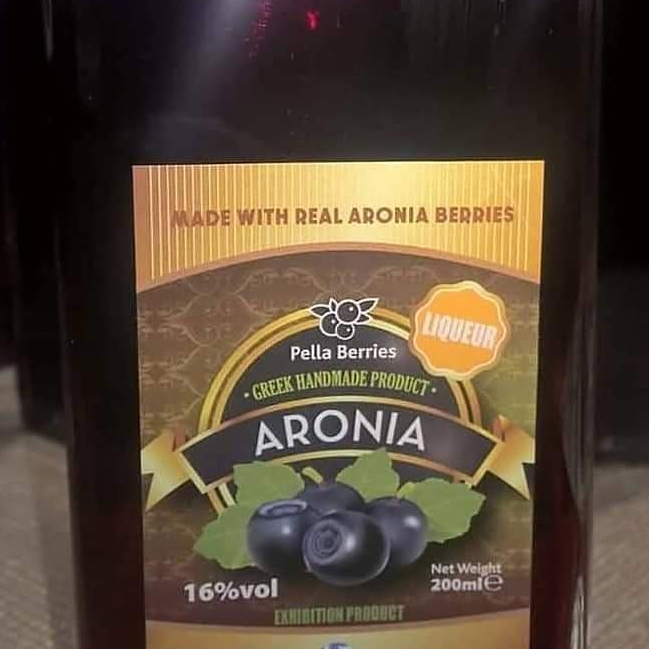 MADE WITH REAL ARONIA BERRIES
LIQUEUR
Pella Berries
• GREEK HANDMADE PRODUCT •
ARONIA
16%vol
Net Weight
200ml℮
EXHIBITION PRODUCT